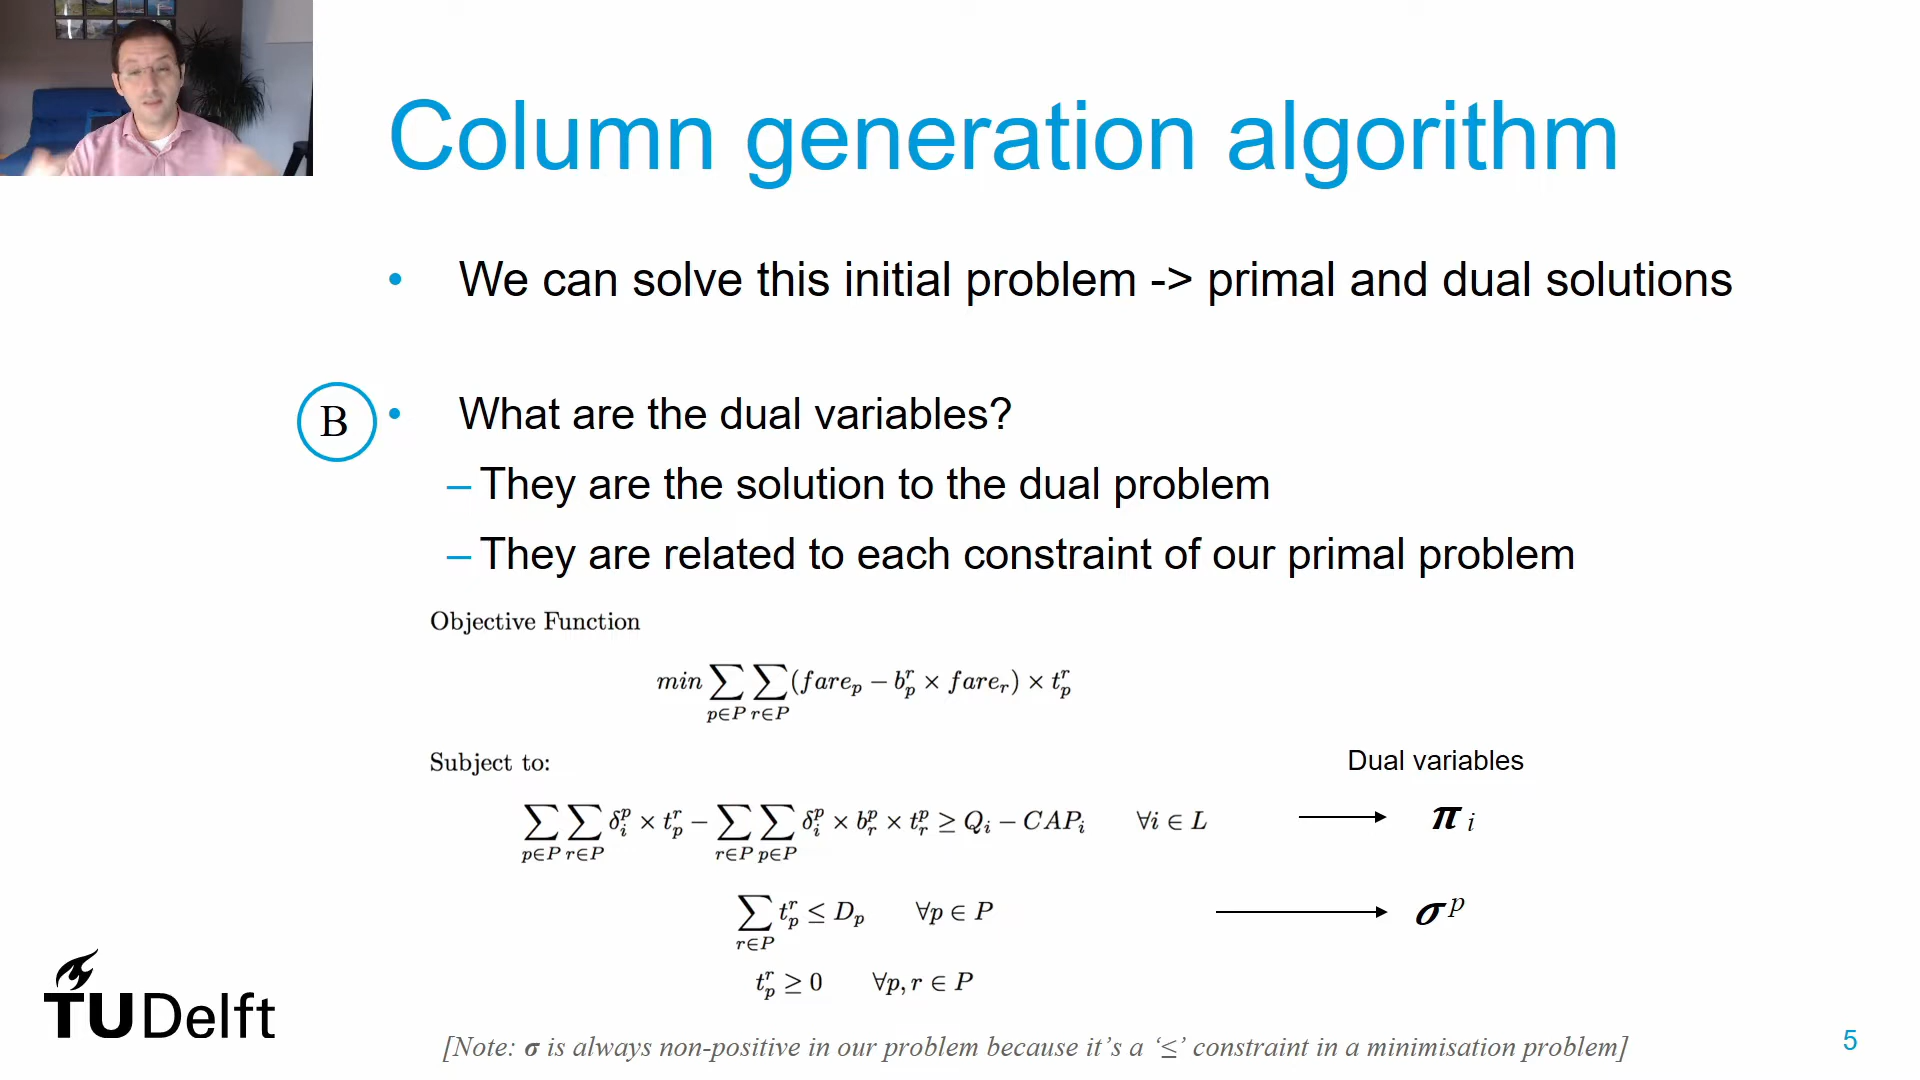 Column generation algorithm
• We can solve this initial problem -> primal and dual solutions
B
• What are the dual variables?
– They are the solution to the dual problem
– They are related to each constraint of our primal problem
Objective Function
min ∑_{p∈P} ∑_{r∈P} (fare_p − b_p^r × fare_r) × t_p^r
Subject to:
Dual variables
∑_{p∈P} ∑_{r∈P} δ_i^p × t_p^r − ∑_{r∈P} ∑_{p∈P} δ_i^p × b_r^p × t_r^p ≥ Q_i − CAP_i ∀i ∈ L → π_i
∑_{r∈P} t_p^r ≤ D_p ∀p ∈ P → σ^p
t_p^r ≥ 0 ∀p, r ∈ P
TUDelft
[Note: σ is always non-positive in our problem because it’s a ‘≤’ constraint in a minimisation problem]
5